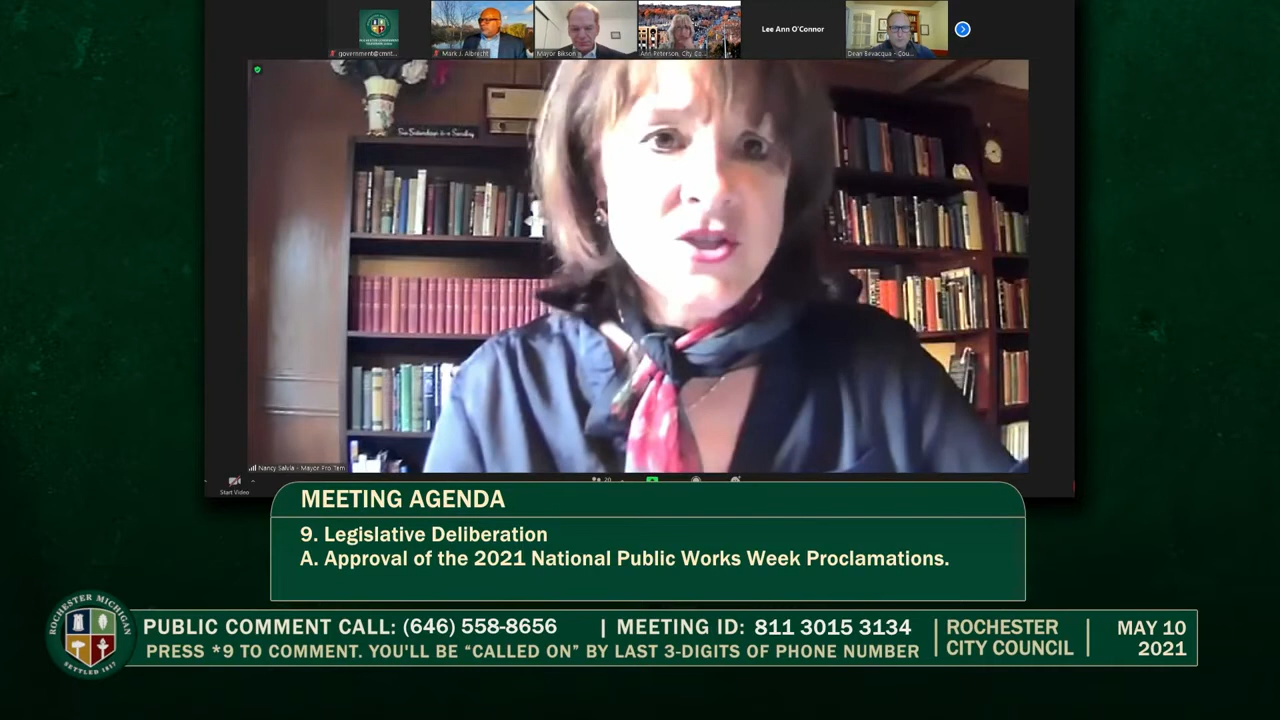 government@cmnt...
Mark J. Albrecht
Mayor Bikson
Ann Peterson, City Co...
Lee Ann O'Connor
Dean Bevacqua - Cou...
Nancy Salvia - Mayor Pro Tem
Start Video
20
MEETING AGENDA
9. Legislative Deliberation
A. Approval of the 2021 National Public Works Week Proclamations.
ROCHESTER MICHIGAN
SETTLED 1817
PUBLIC COMMENT CALL: (646) 558-8656 | MEETING ID: 811 3015 3134
PRESS *9 TO COMMENT. YOU'LL BE “CALLED ON” BY LAST 3-DIGITS OF PHONE NUMBER
ROCHESTER
CITY COUNCIL
MAY 10
2021